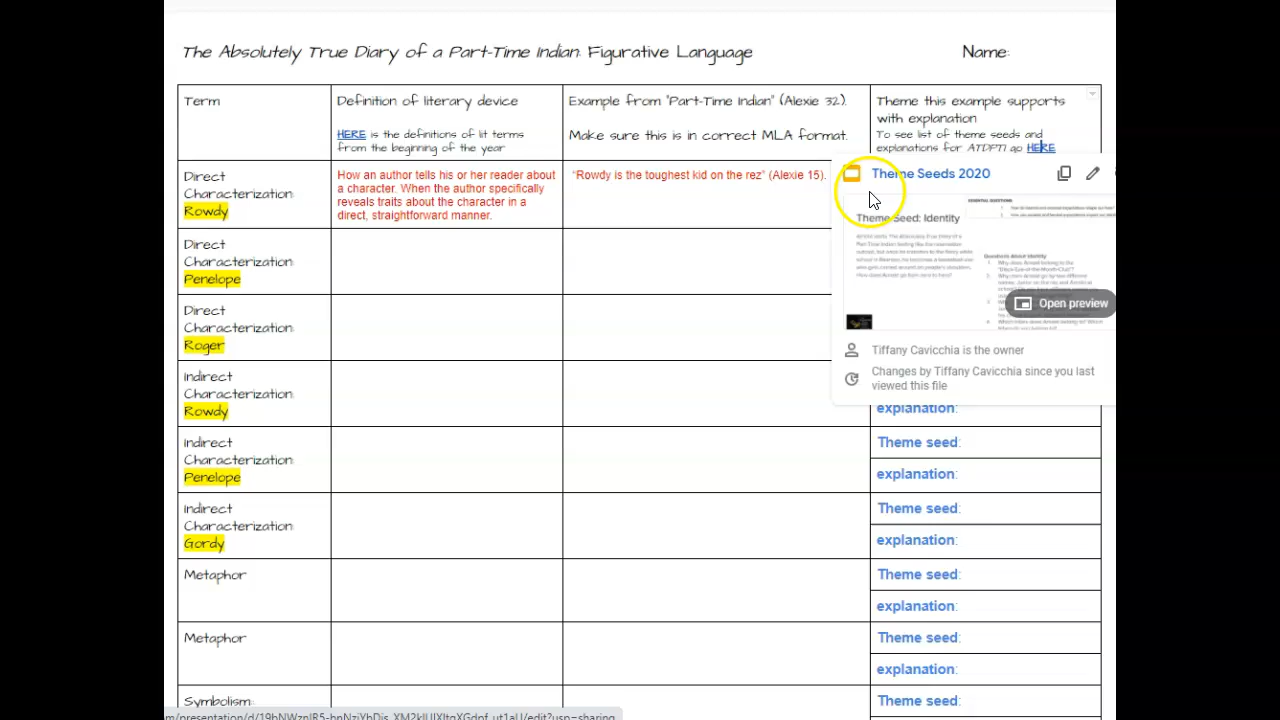 The Absolutely True Diary of a Part-Time Indian: Figurative Language
Name:
Term
Definition of literary device
HERE is the definitions of lit terms
from the beginning of the year
Example from "Part-Time Indian" (Alexie 32).
Make sure this is in correct MLA format.
Theme this example supports
with explanation
To see list of theme seeds and
explanations for ATDPTI go HERE
Direct
Characterization:
Rowdy
How an author tells his or her reader about
a character. When the author specifically
reveals traits about the character in a
direct, straightforward manner.
"Rowdy is the toughest kid on the rez" (Alexie 15).
Theme Seeds 2020
Theme Seed: Identity
ESSENTIAL QUESTIONS:
Questions About Identity
Open preview
Tiffany Cavicchia is the owner
Changes by Tiffany Cavicchia since you last
viewed this file
Direct
Characterization:
Penelope
Direct
Characterization:
Roger
Indirect
Characterization:
Rowdy
explanation:
Indirect
Characterization:
Penelope
Theme seed:
explanation:
Indirect
Characterization:
Gordy
Theme seed:
explanation:
Metaphor
Theme seed:
explanation:
Metaphor
Theme seed:
explanation:
Symbolism:
Theme seed: